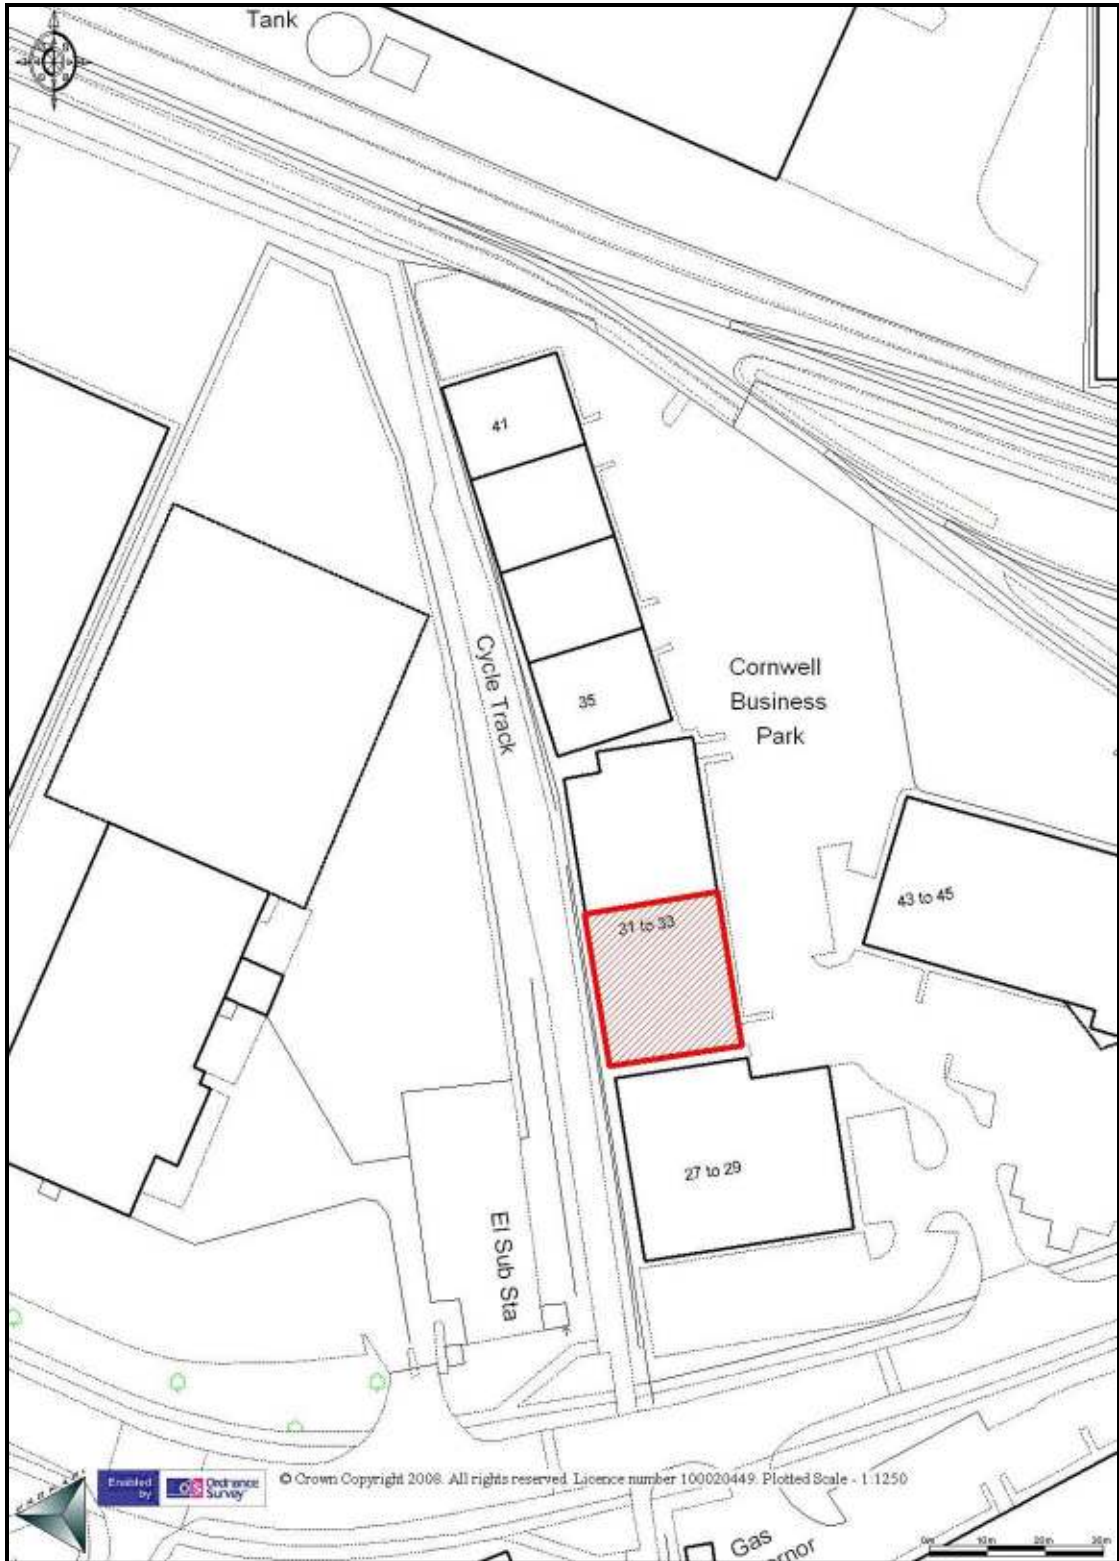 Tank
41
Cycle Track
35
Cornwell
Business
Park
43 to 45
31 to 33
27 to 29
El Sub Sta
Enabled
by
OS Ordnance
Survey
© Crown Copyright 2008. All rights reserved. Licence number 100020449. Plotted Scale - 1:1250
Gas
0m 10m 20m 30m